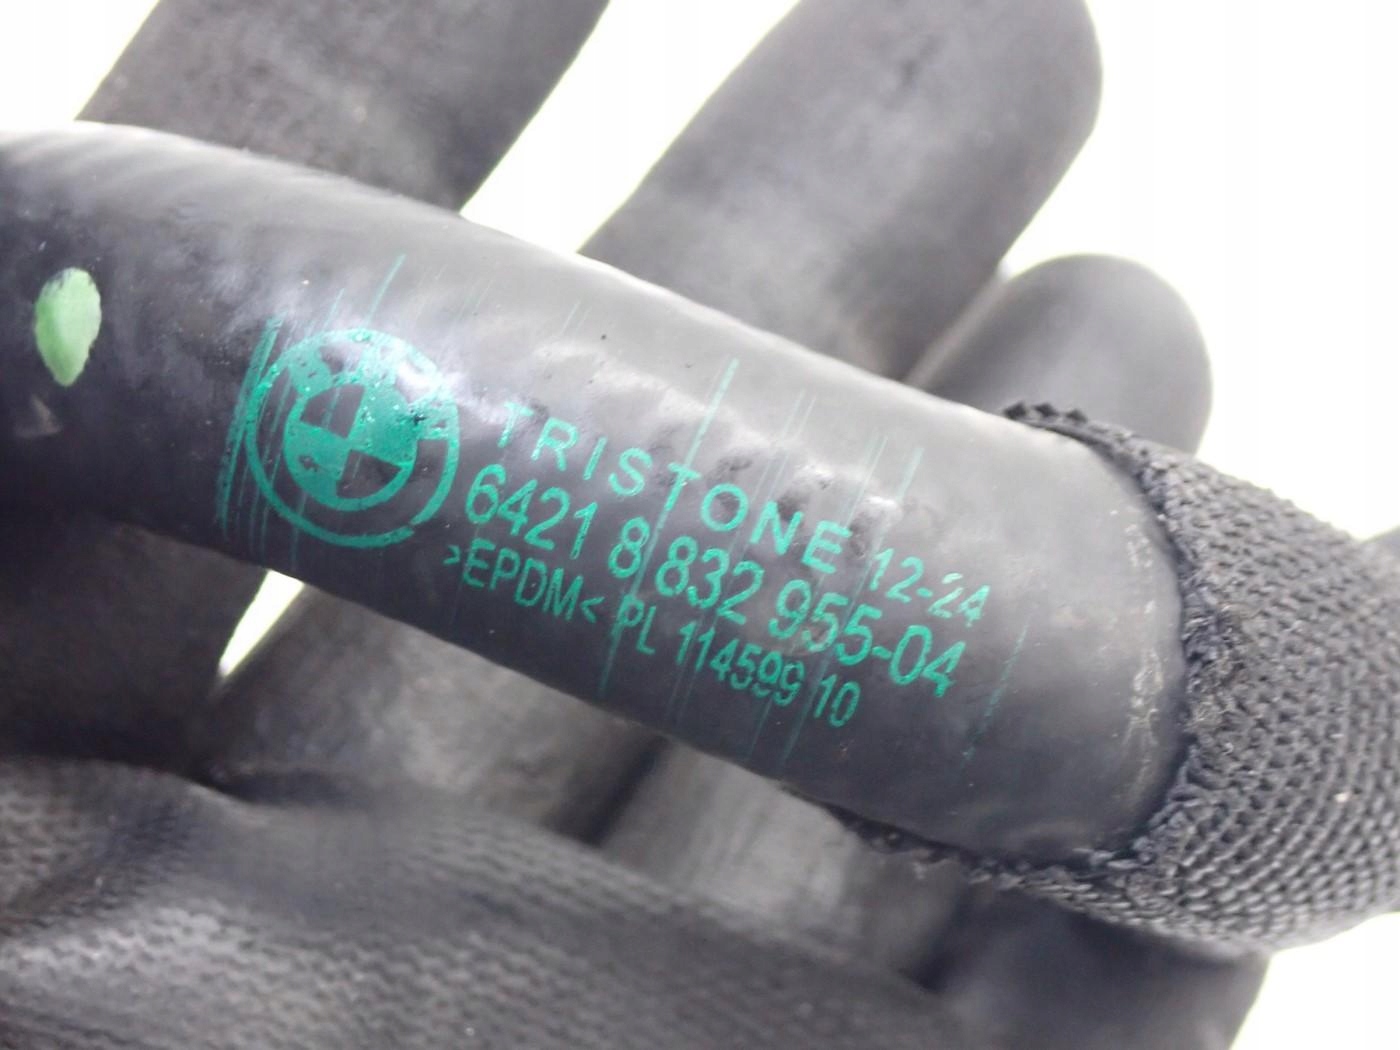 TRISTONE 12-24
6421 8 832 955-04
>EPDM< PL 114599 10